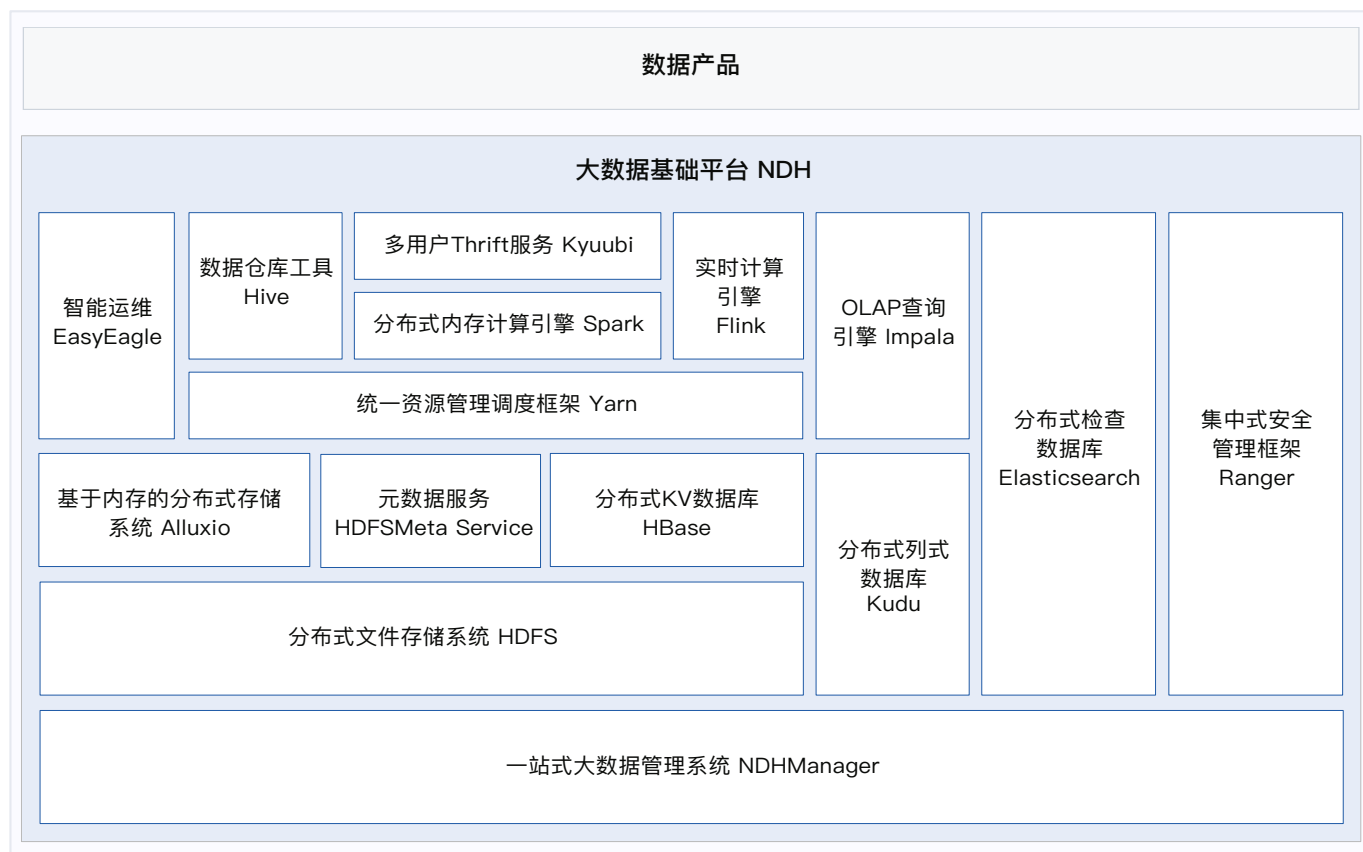 数据产品
大数据基础平台 NDH
智能运维
EasyEagle
数据仓库工具
Hive
多用户Thrift服务 Kyuubi
分布式内存计算引擎 Spark
实时计算
引擎
Flink
统一资源管理调度框架 Yarn
OLAP查询
引擎 Impala
分布式检查
数据库
Elasticsearch
集中式安全
管理框架
Ranger
基于内存的分布式存储
系统 Alluxio
元数据服务
HDFSMeta Service
分布式KV数据库
HBase
分布式列式
数据库
Kudu
分布式文件存储系统 HDFS
一站式大数据管理系统 NDHManager